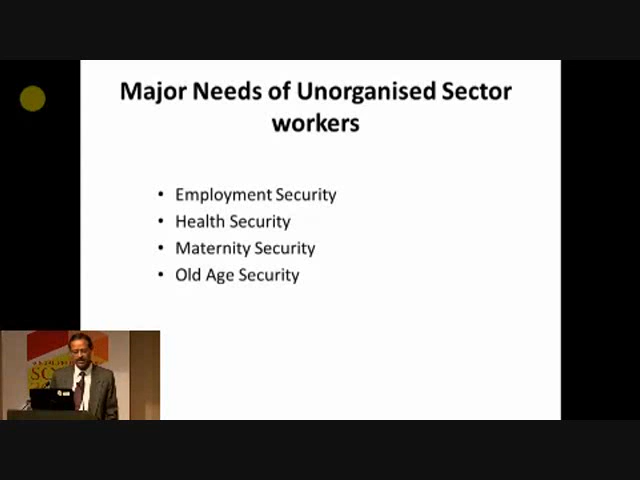 Major Needs of Unorganised Sector
workers
• Employment Security
• Health Security
• Maternity Security
• Old Age Security